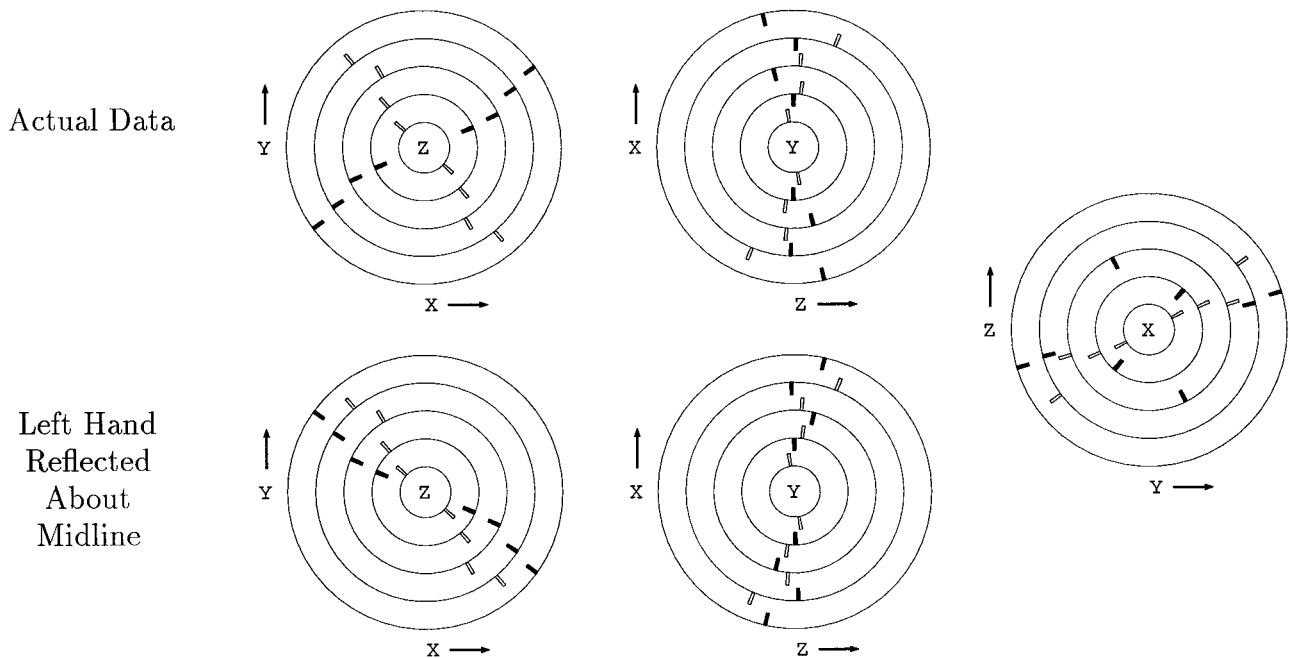 Actual Data
Y
Z
X
X
Y
Z
Z
X
Y
Left Hand
Reflected
About
Midline
Y
Z
X
X
Y
Z